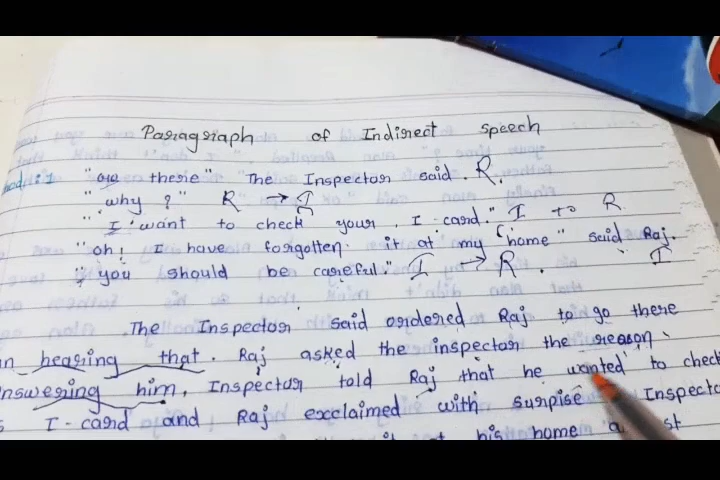 Paragraph of Indirect speech
"Go there" The Inspector said. R.
"why ?" R → I
"I want to check your I card." I to R
"oh! I have forgotten it at my home" said Raj.
"you should be careful" I → R. I
The Inspector said ordered Raj to go there
hearing that. Raj asked the inspector the reason
him, Inspector told Raj that he wanted to check
I-card and Raj exclaimed with surpise Inspecto
his home